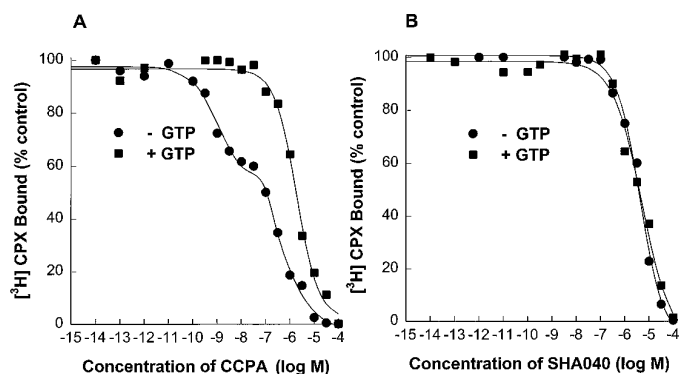 A
[³H] CPX Bound (% control)
100
80
60
40
20
0
- GTP
+ GTP
-15 -14 -13 -12 -11 -10 -9 -8 -7 -6 -5 -4
Concentration of CCPA (log M)
B
[³H] CPX Bound (% control)
100
80
60
40
20
0
- GTP
+ GTP
-15 -14 -13 -12 -11 -10 -9 -8 -7 -6 -5 -4
Concentration of SHA040 (log M)